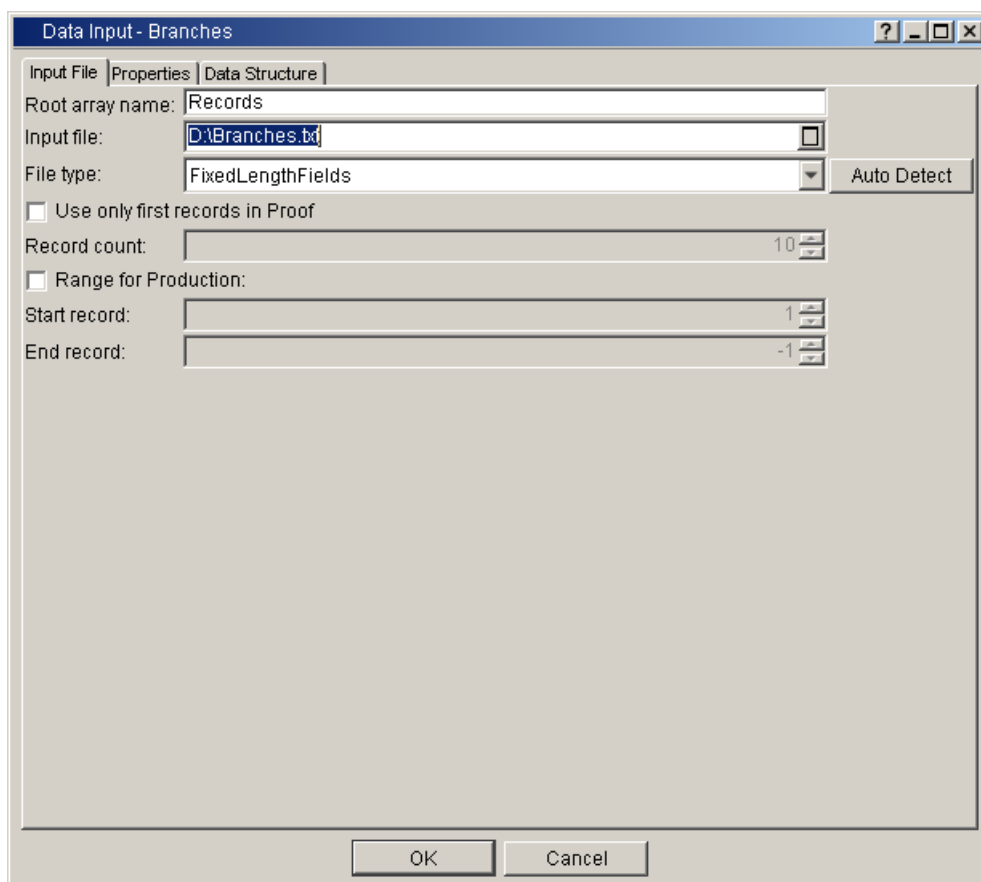 Data Input - Branches
Input File Properties Data Structure
Root array name: Records
Input file: D:\Branches.txt
File type: FixedLengthFields Auto Detect
Use only first records in Proof
Record count: 10
Range for Production:
Start record: 1
End record: -1
OK Cancel